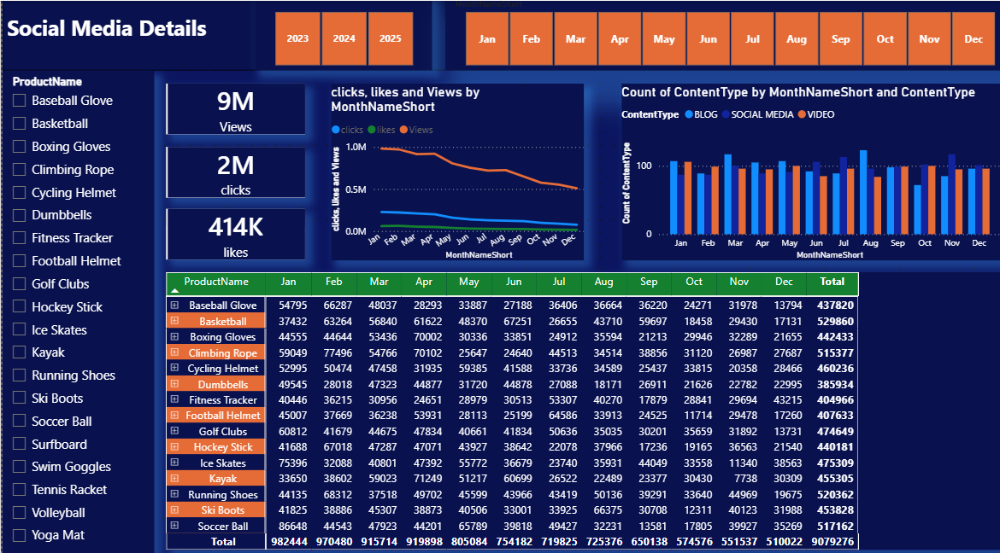 MonthNameShort
Social Media Details
2023 2024 2025
Jan Feb Mar Apr May Jun Jul Aug Sep Oct Nov Dec
ProductName
Baseball Glove
Basketball
Boxing Gloves
Climbing Rope
Cycling Helmet
Dumbbells
Fitness Tracker
Football Helmet
Golf Clubs
Hockey Stick
Ice Skates
Kayak
Running Shoes
Ski Boots
Soccer Ball
Surfboard
Swim Goggles
Tennis Racket
Volleyball
Yoga Mat
9M
Views
2M
clicks
414K
likes
clicks, likes and Views by
MonthNameShort
clicks likes Views
clicks, likes and Views
1.0M
0.5M
0.0M
Jan Feb Mar Apr May Jun Jul Aug Sep Oct Nov Dec
MonthNameShort
Count of ContentType by MonthNameShort and ContentType
ContentType BLOG SOCIAL MEDIA VIDEO
Count of ContentType
100
0
Jan Feb Mar Apr May Jun Jul Aug Sep Oct Nov Dec
MonthNameShort
ProductName Jan Feb Mar Apr May Jun Jul Aug Sep Oct Nov Dec Total
Baseball Glove 54795 66287 48037 28293 33887 27188 36406 36664 36220 24271 31978 13794 437820
Basketball 37432 63264 56840 61622 48370 67251 26655 43710 59697 18458 29430 17131 529860
Boxing Gloves 44555 44644 53436 70002 30336 33851 24912 35594 21213 29946 32289 21655 442433
Climbing Rope 59049 77496 54766 70102 25647 24640 44513 34514 38856 31120 26987 27687 515377
Cycling Helmet 52995 50474 47458 31935 59385 41588 33736 34589 25437 33815 20358 28466 460236
Dumbbells 49545 28018 47323 44877 31720 44878 27088 18171 26911 21626 22782 22995 385934
Fitness Tracker 40446 36215 30956 24651 28979 30513 53307 40270 17879 28841 29694 43215 404966
Football Helmet 45007 37669 36238 53931 28113 25199 64586 33913 24525 11714 29478 17260 407633
Golf Clubs 60812 41679 44675 47834 40661 41834 50636 35035 30201 35659 31892 13731 474649
Hockey Stick 41688 67018 47287 47071 43927 38642 22078 37966 17236 19165 36563 21540 440181
Ice Skates 75396 32088 40801 47392 55772 36679 23740 35931 44049 33558 11340 38563 475309
Kayak 33650 38602 59023 71249 51217 60699 26522 22489 23377 30430 7738 30309 455305
Running Shoes 44135 68312 37518 49702 45599 43966 43419 50136 39291 33640 44969 19675 520362
Ski Boots 41825 38886 45307 38873 40506 33001 33925 66375 30708 12311 40123 31988 453828
Soccer Ball 86648 44543 47923 44201 65789 39818 49427 32231 13581 17805 39927 35269 517162
Total 982444 970480 915714 919898 805084 754182 719825 725376 650138 574576 551537 510022 9079276